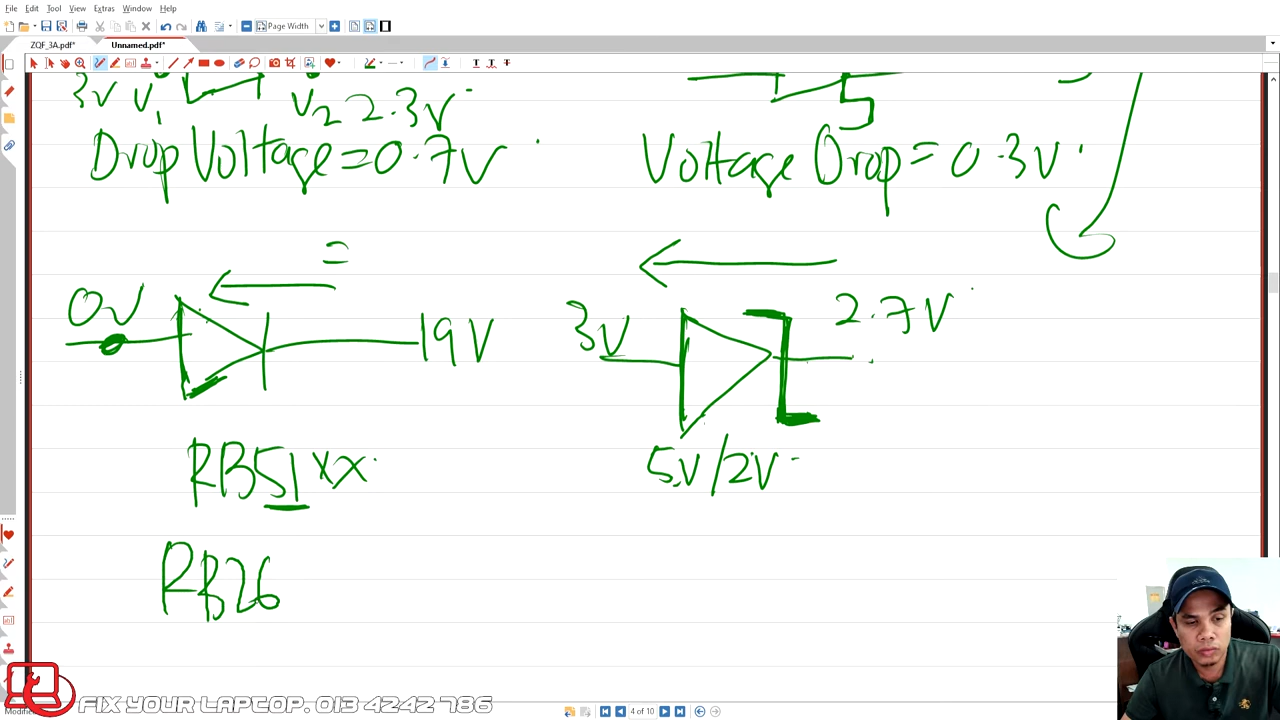 File Edit Tool View Extras Window Help
Page Width
ZQF_3A.pdf* Unnamed.pdf*
3V V1 V2 2.3V
Drop Voltage = 0.7V
Voltage Drop = 0.3V
=
0V 19V
3V 2.7V
RB51xx
5V/2V
RB26
FIX YOUR LAPTOP. 013 4242 786
4 of 10